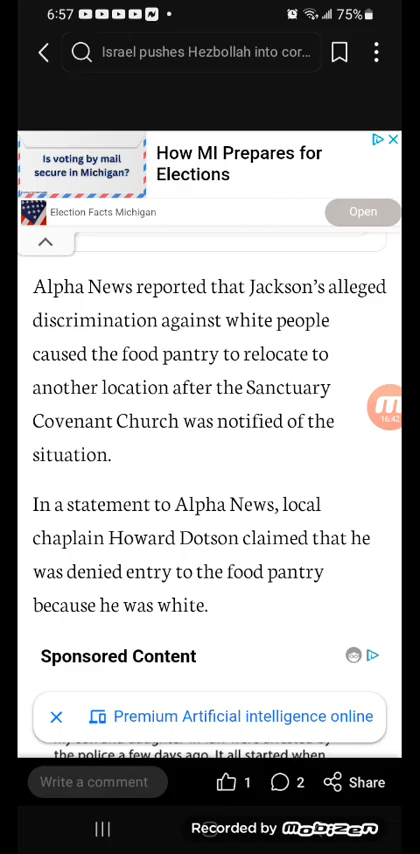 6:57
75%
Israel pushes Hezbollah into cor...
Is voting by mail
secure in Michigan?
How MI Prepares for
Elections
Election Facts Michigan
Open
Alpha News reported that Jackson's alleged
discrimination against white people
caused the food pantry to relocate to
another location after the Sanctuary
Covenant Church was notified of the
situation.
16:42
In a statement to Alpha News, local
chaplain Howard Dotson claimed that he
was denied entry to the food pantry
because he was white.
Sponsored Content
Premium Artificial intelligence online
the police a few days ago. It all started when
Write a comment
1
2
Share
Recorded by mobizen